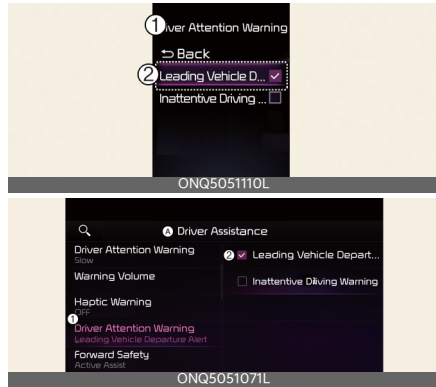 ① Driver Attention Warning
Back
② Leading Vehicle D... 
Inattentive Driving ...
ONQ5051110L
Ⓐ Driver Assistance
Driver Attention Warning
Slow
② Leading Vehicle Depart...
Warning Volume
Inattentive Driving Warning
Haptic Warning
OFF
①
Driver Attention Warning
Leading Vehicle Departure Alert
Forward Safety
Active Assist
ONQ5051071L